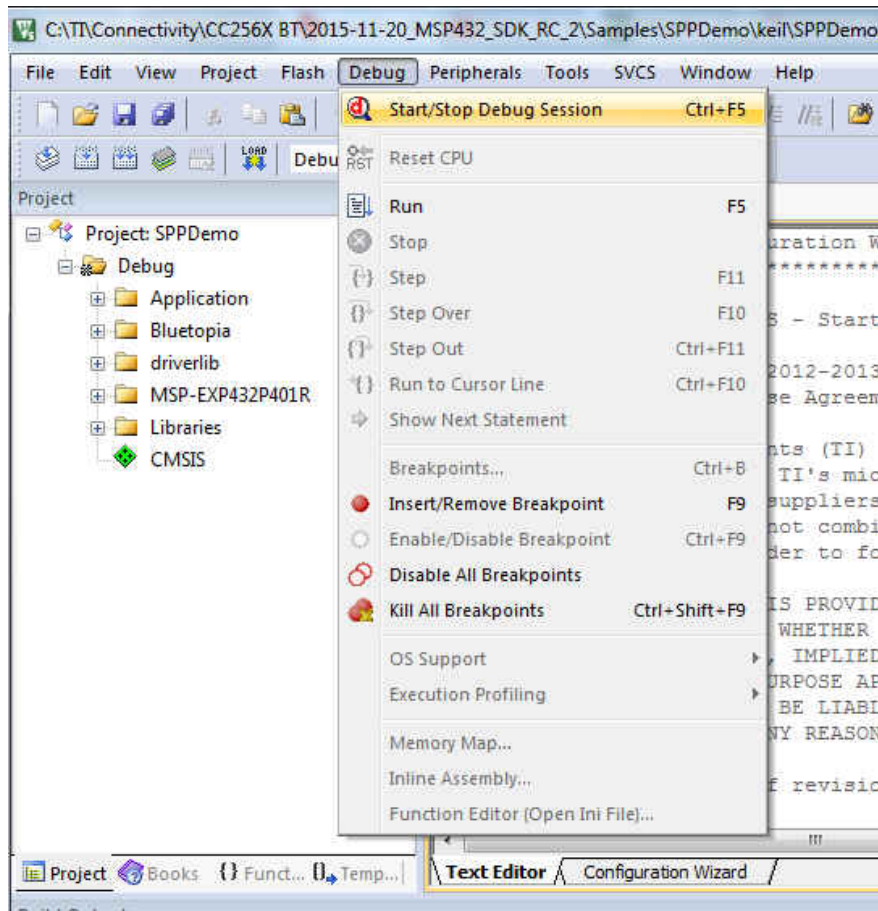 C:\TI\Connectivity\CC256X BT\2015-11-20_MSP432_SDK_RC_2\Samples\SPPDemo\keil\SPPDemo
File Edit View Project Flash Debug Peripherals Tools SVCS Window Help
LOAD Debu
Project
Project: SPPDemo
Debug
Application
Bluetopia
driverlib
MSP-EXP432P401R
Libraries
CMSIS
Start/Stop Debug Session Ctrl+F5
RST Reset CPU
Run F5
Stop
Step F11
Step Over F10
Step Out Ctrl+F11
Run to Cursor Line Ctrl+F10
Show Next Statement
Breakpoints... Ctrl+B
Insert/Remove Breakpoint F9
Enable/Disable Breakpoint Ctrl+F9
Disable All Breakpoints
Kill All Breakpoints Ctrl+Shift+F9
OS Support
Execution Profiling
Memory Map...
Inline Assembly...
Function Editor (Open Ini File)...
uration W
*********
S - Start
2012-2013
se Agreem
nts (TI)
TI's mic
suppliers
not combi
der to fo
IS PROVID
WHETHER
, IMPLIED
URPOSE AP
BE LIABL
NY REASON
f revisio
Project Books {} Funct... Temp...
Text Editor Configuration Wizard